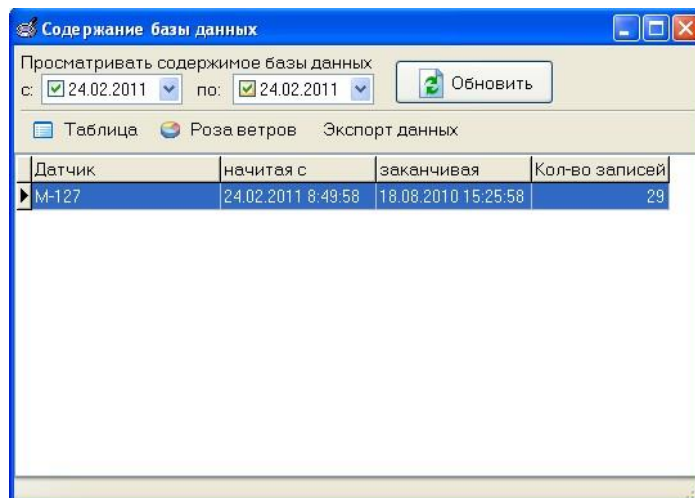 Содержание базы данных
Просматривать содержимое базы данных
с: 24.02.2011 по: 24.02.2011 Обновить
Таблица Роза ветров Экспорт данных
Датчик начитая с заканчивая Кол-во записей
М-127 24.02.2011 8:49:58 18.08.2010 15:25:58 29